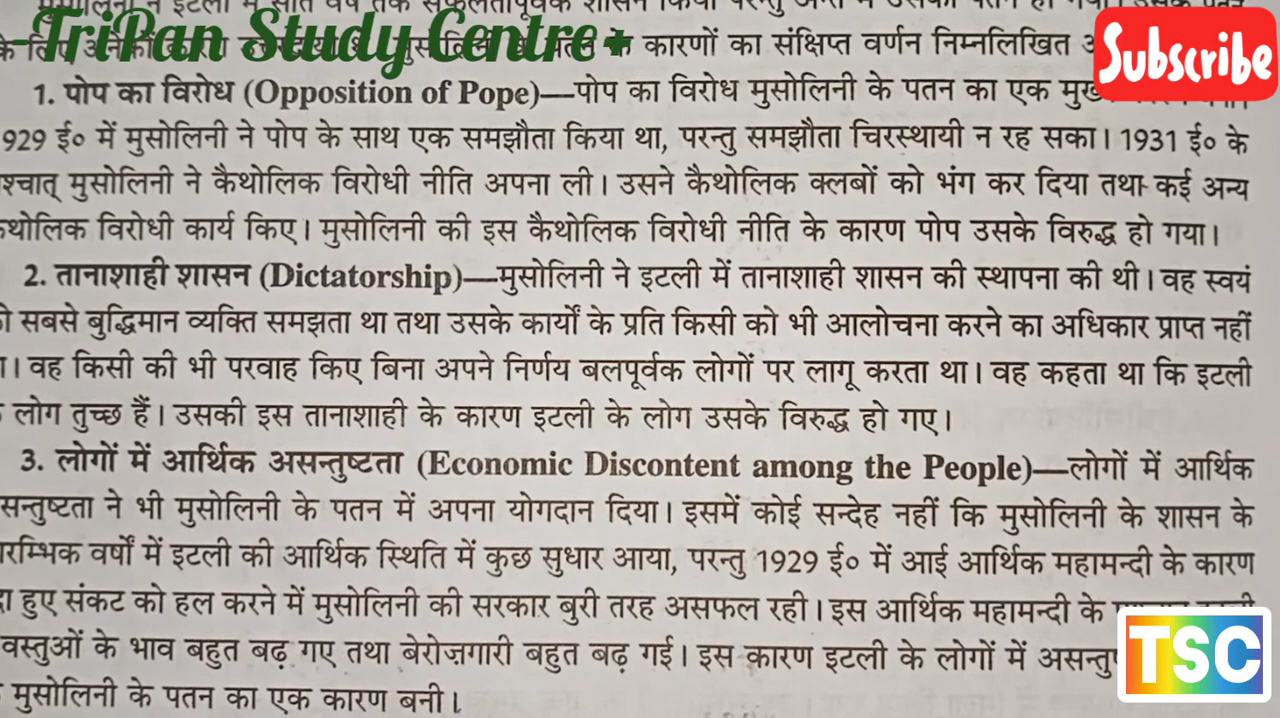 TriPan Study Centre+
Subscribe
के कारणों का संक्षिप्त वर्णन निम्नलिखित
1. पोप का विरोध (Opposition of Pope)—पोप का विरोध मुसोलिनी के पतन का एक
929 ई० में मुसोलिनी ने पोप के साथ एक समझौता किया था, परन्तु समझौता चिरस्थायी न रह सका। 1931 ई० के
श्चात् मुसोलिनी ने कैथोलिक विरोधी नीति अपना ली। उसने कैथोलिक क्लबों को भंग कर दिया तथा कई अन्य
थोलिक विरोधी कार्य किए। मुसोलिनी की इस कैथोलिक विरोधी नीति के कारण पोप उसके विरुद्ध हो गया।
2. तानाशाही शासन (Dictatorship)—मुसोलिनी ने इटली में तानाशाही शासन की स्थापना की थी। वह स्वयं
सबसे बुद्धिमान व्यक्ति समझता था तथा उसके कार्यों के प्रति किसी को भी आलोचना करने का अधिकार प्राप्त नहीं
। वह किसी की भी परवाह किए बिना अपने निर्णय बलपूर्वक लोगों पर लागू करता था। वह कहता था कि इटली
लोग तुच्छ हैं। उसकी इस तानाशाही के कारण इटली के लोग उसके विरुद्ध हो गए।
3. लोगों में आर्थिक असन्तुष्टता (Economic Discontent among the People)—लोगों में आर्थिक
सन्तुष्टता ने भी मुसोलिनी के पतन में अपना योगदान दिया। इसमें कोई सन्देह नहीं कि मुसोलिनी के शासन के
रम्भिक वर्षों में इटली की आर्थिक स्थिति में कुछ सुधार आया, परन्तु 1929 ई० में आई आर्थिक महामन्दी के कारण
दा हुए संकट को हल करने में मुसोलिनी की सरकार बुरी तरह असफल रही। इस आर्थिक महामन्दी के
वस्तुओं के भाव बहुत बढ़ गए तथा बेरोज़गारी बहुत बढ़ गई। इस कारण इटली के लोगों में
मुसोलिनी के पतन का एक कारण बनी।
TSC